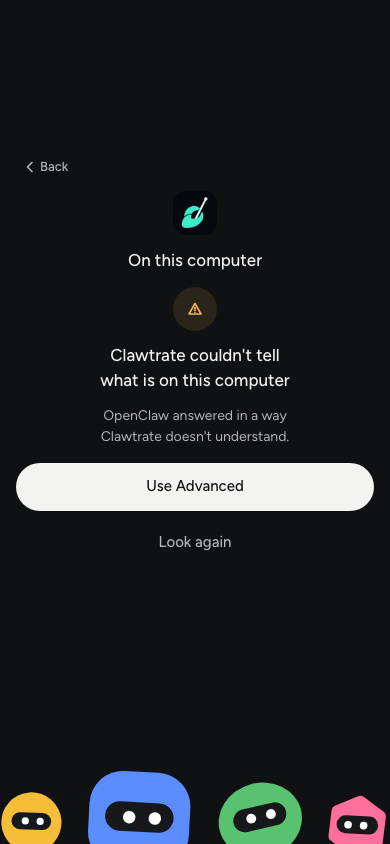 Back
On this computer
Clawtrate couldn't tell
what is on this computer
OpenClaw answered in a way
Clawtrate doesn't understand.
Use Advanced
Look again